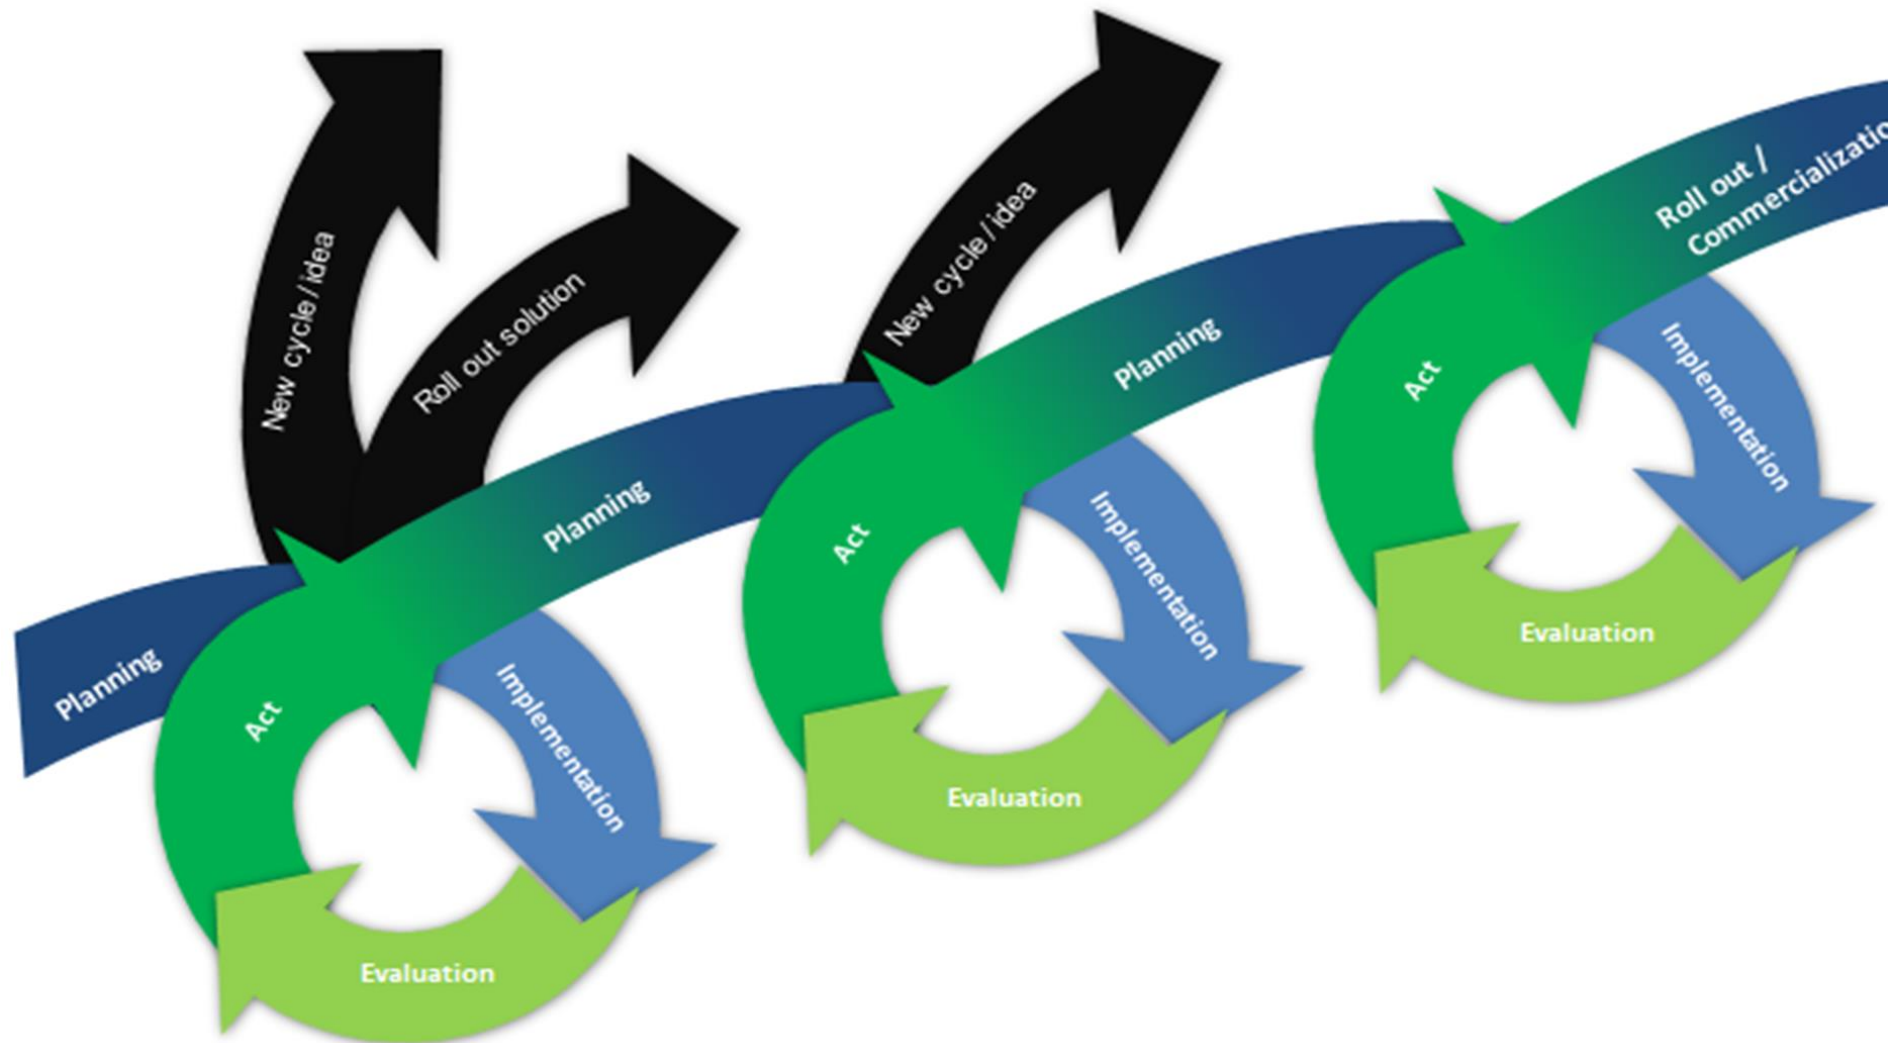 New cycle/idea
Roll out solution
New cycle/idea
Roll out /
Commercializatio
Planning
Planning
Planning
Act
Implementation
Evaluation
Act
Implementation
Evaluation
Act
Implementation
Evaluation